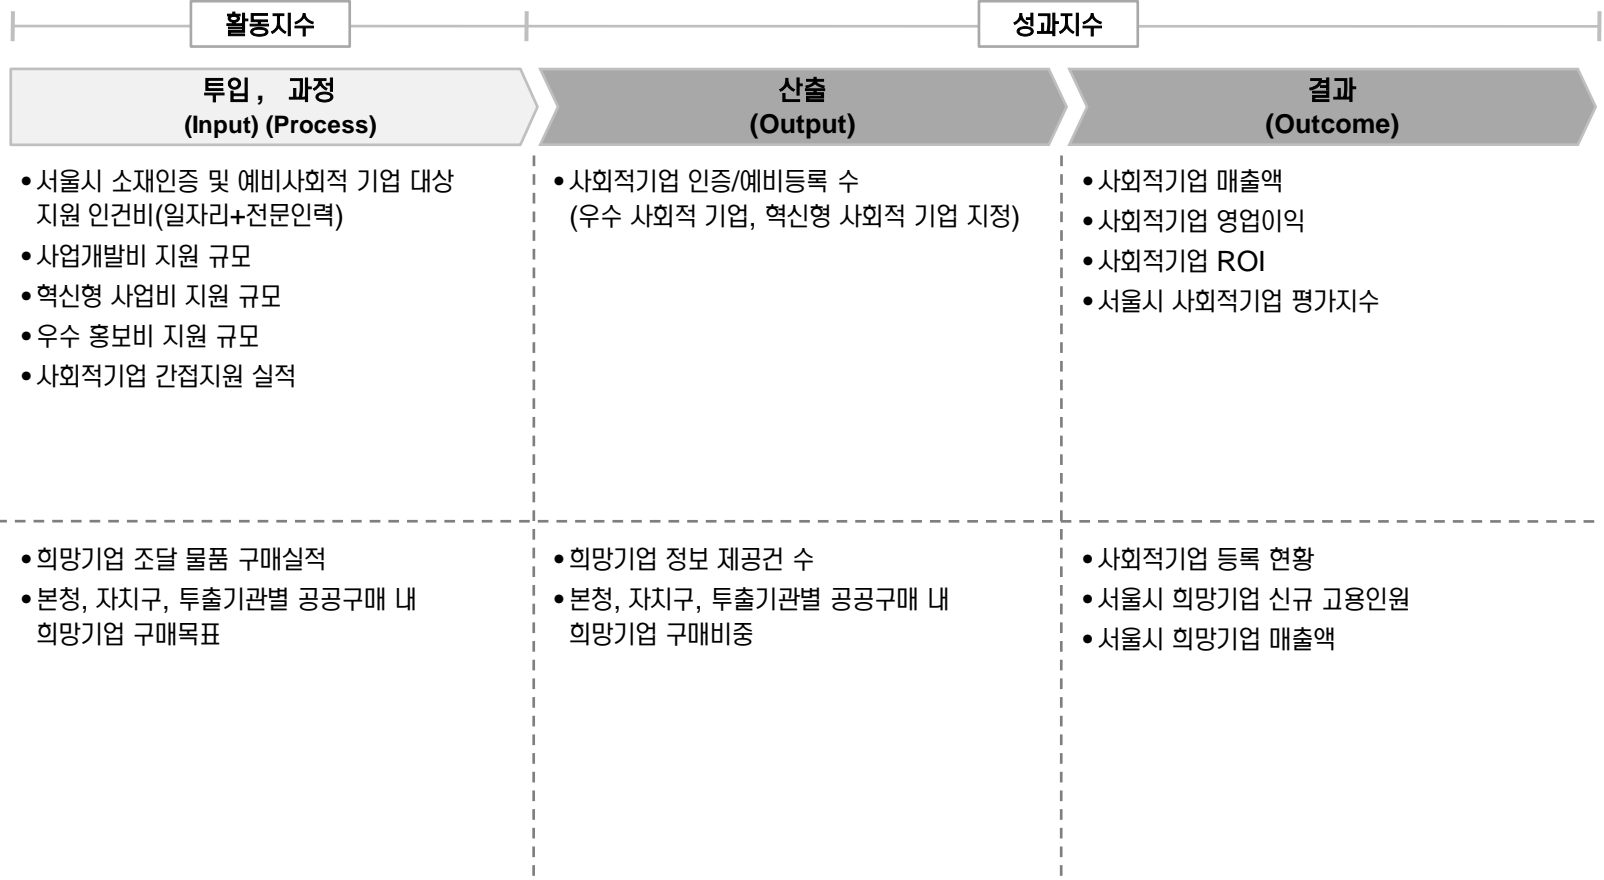 활동지수
성과지수
투입 , 과정
(Input) (Process)
산출
(Output)
결과
(Outcome)
•서울시 소재인증 및 예비사회적 기업 대상
지원 인건비(일자리+전문인력)
•사업개발비 지원 규모
•혁신형 사업비 지원 규모
•우수 홍보비 지원 규모
•사회적기업 간접지원 실적
•사회적기업 인증/예비등록 수
(우수 사회적 기업, 혁신형 사회적 기업 지정)
•사회적기업 매출액
•사회적기업 영업이익
•사회적기업 ROI
•서울시 사회적기업 평가지수
•희망기업 조달 물품 구매실적
•본청, 자치구, 투출기관별 공공구매 내
희망기업 구매목표
•희망기업 정보 제공건 수
•본청, 자치구, 투출기관별 공공구매 내
희망기업 구매비중
•사회적기업 등록 현황
•서울시 희망기업 신규 고용인원
•서울시 희망기업 매출액